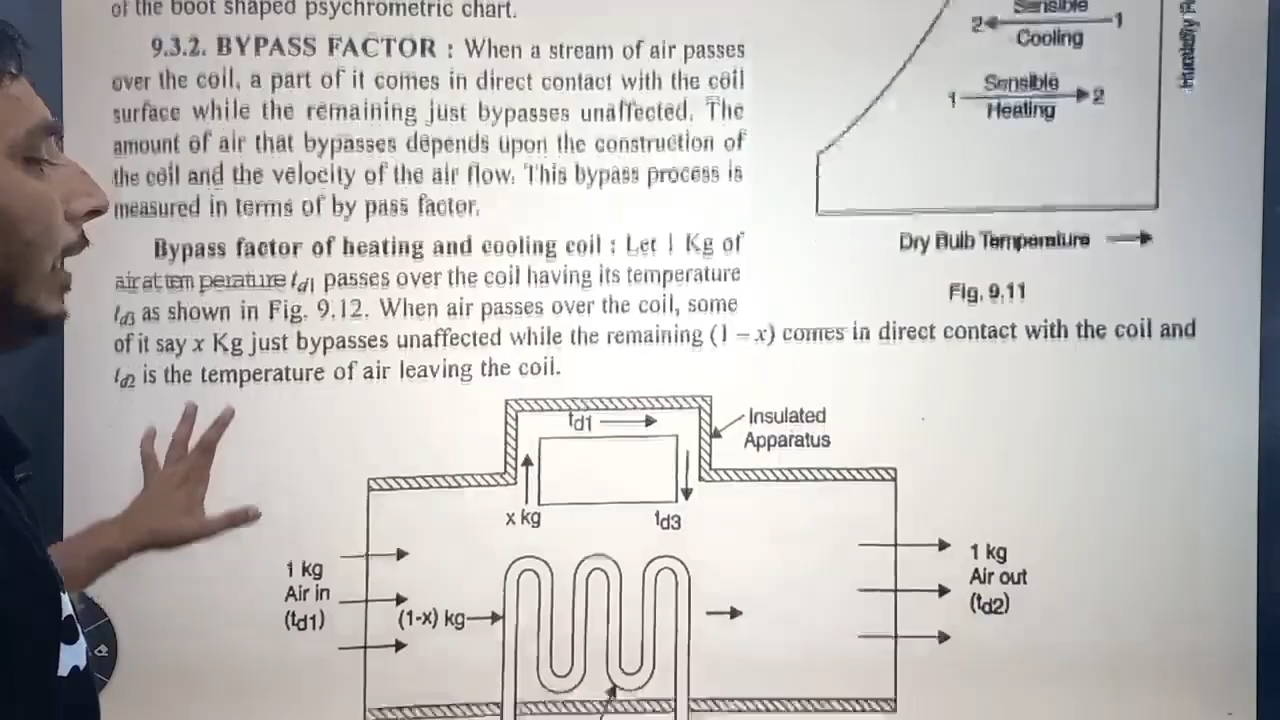 of the boot shaped psychrometric chart.
9.3.2. BYPASS FACTOR : When a stream of air passes
over the coil, a part of it comes in direct contact with the coil
surface while the remaining just bypasses unaffected. The
amount of air that bypasses depends upon the construction of
the coil and the velocity of the air flow. This bypass process is
measured in terms of by pass factor.
Bypass factor of heating and cooling coil : Let 1 Kg of
air at tem perature td1 passes over the coil having its temperature
td3 as shown in Fig. 9.12. When air passes over the coil, some
of it say x Kg just bypasses unaffected while the remaining (1 – x) comes in direct contact with the coil and
td2 is the temperature of air leaving the coil.
Sensible
2 1
Cooling
Sensible
1 2
Heating
Dry Bulb Temperature
Fig. 9.11
td1
Insulated
Apparatus
x kg
td3
1 kg
Air in
(td1)
(1-x) kg
1 kg
Air out
(td2)